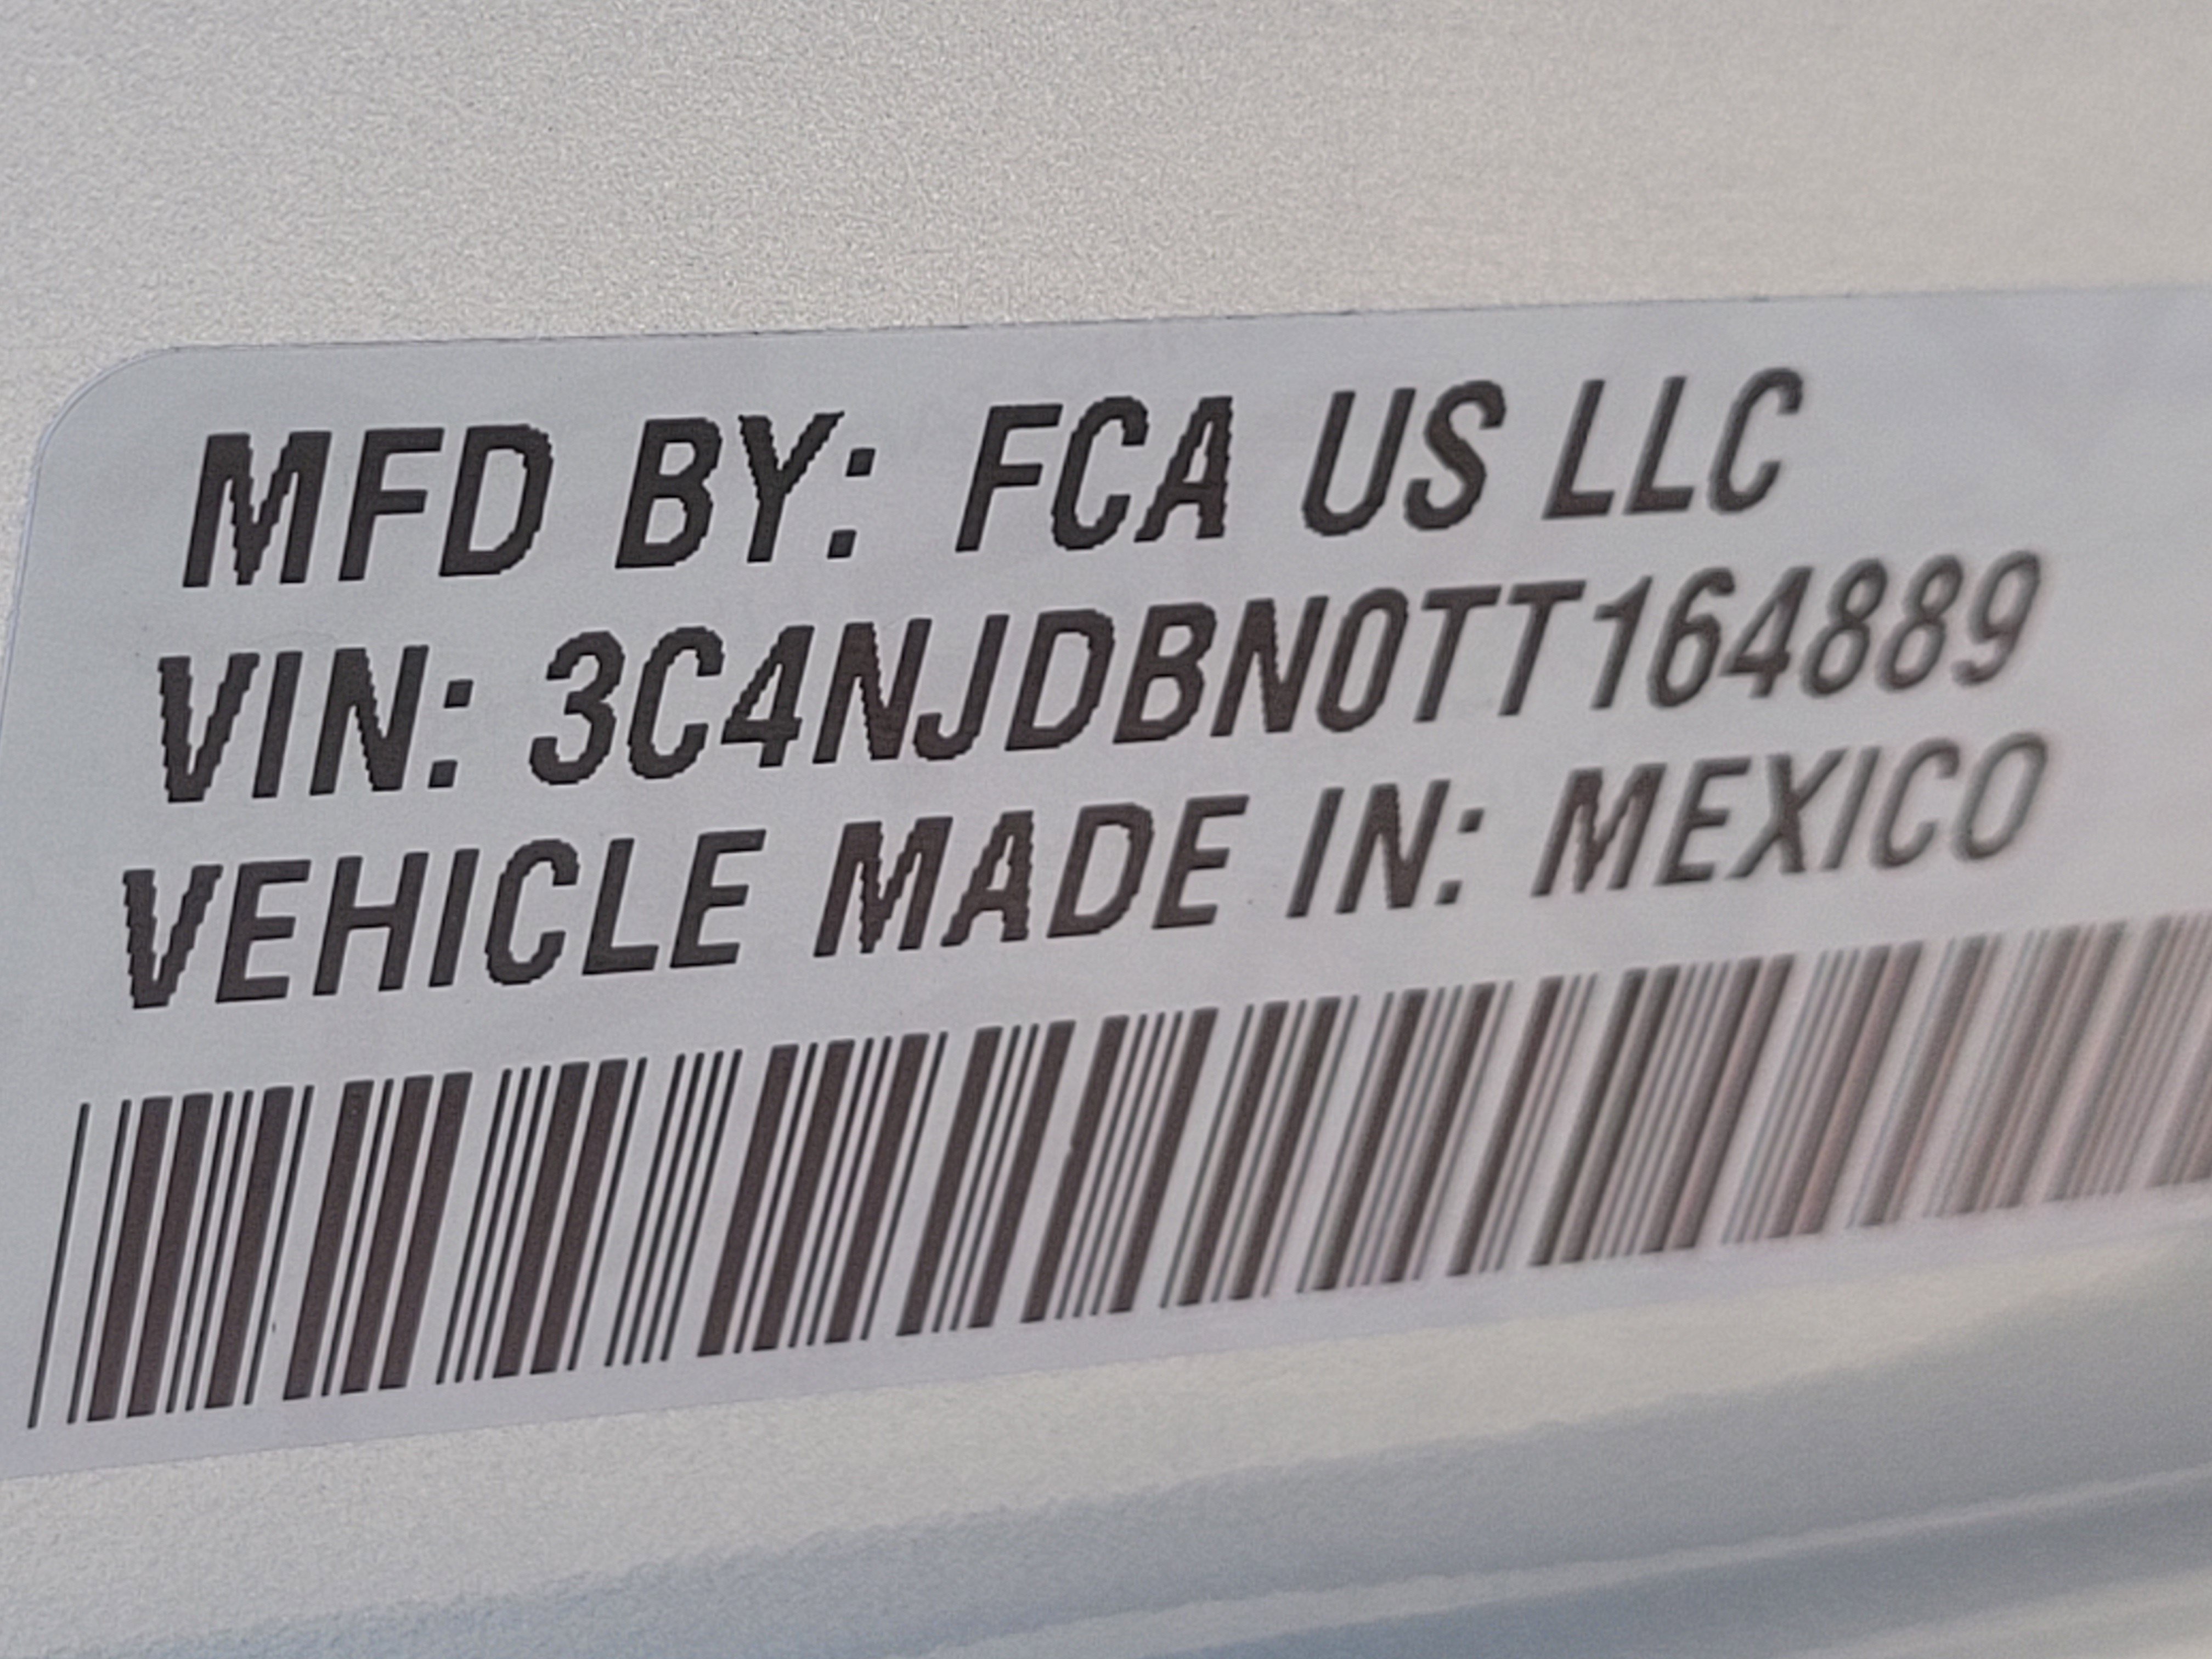 MFD BY: FCA US LLC
VIN: 3C4NJDBN0TT164889
VEHICLE MADE IN: MEXICO